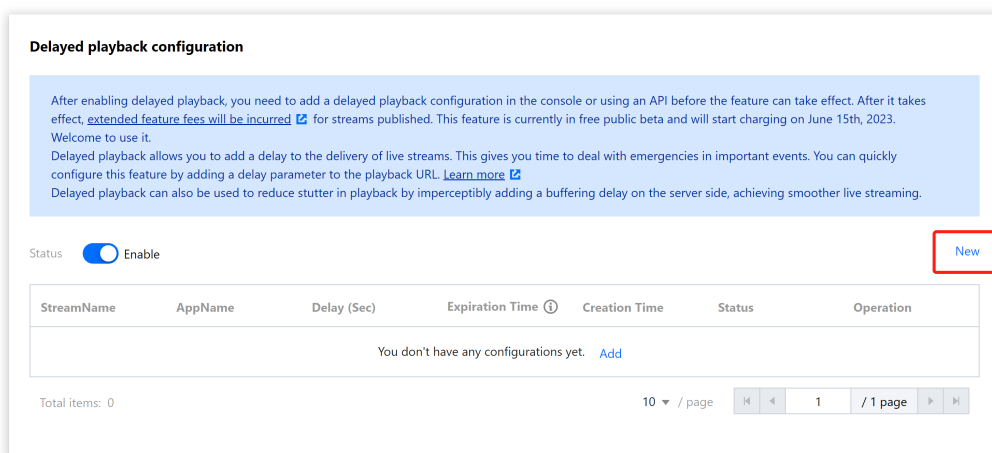 Delayed playback configuration
After enabling delayed playback, you need to add a delayed playback configuration in the console or using an API before the feature can take effect. After it takes
effect, extended feature fees will be incurred for streams published. This feature is currently in free public beta and will start charging on June 15th, 2023.
Welcome to use it.
Delayed playback allows you to add a delay to the delivery of live streams. This gives you time to deal with emergencies in important events. You can quickly
configure this feature by adding a delay parameter to the playback URL. Learn more
Delayed playback can also be used to reduce stutter in playback by imperceptibly adding a buffering delay on the server side, achieving smoother live streaming.
Status Enable New
StreamName AppName Delay (Sec) Expiration Time Creation Time Status Operation
You don't have any configurations yet. Add
Total items: 0 10 / page 1 / 1 page